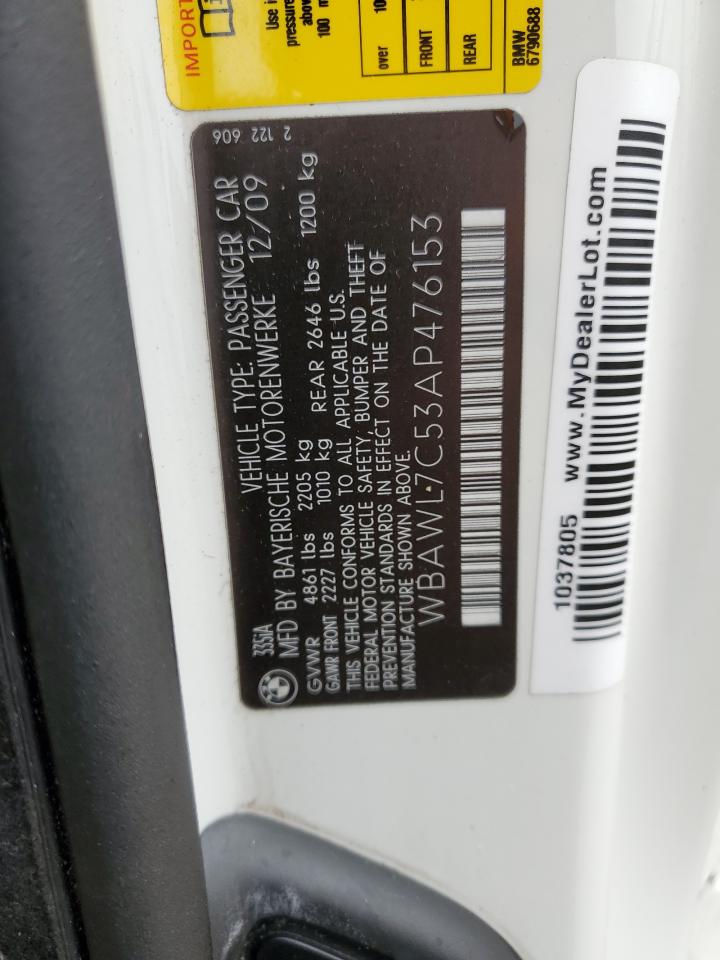 IMPORT
Use i
pressure
abov
100 m
over 10
FRONT
REAR
BMW
6790688
2 122 606
335iA VEHICLE TYPE: PASSENGER CAR
MFD BY BAYERISCHE MOTORENWERKE 12/09
GVWR 4861 lbs 2205 kg
GAWR FRONT 2227 lbs 1010 kg REAR 2646 lbs 1200 kg
THIS VEHICLE CONFORMS TO ALL APPLICABLE U.S.
FEDERAL MOTOR VEHICLE SAFETY, BUMPER AND THEFT
PREVENTION STANDARDS IN EFFECT ON THE DATE OF
MANUFACTURE SHOWN ABOVE.
WBAWL7C53AP476153
1037805 www.MyDealerLot.com